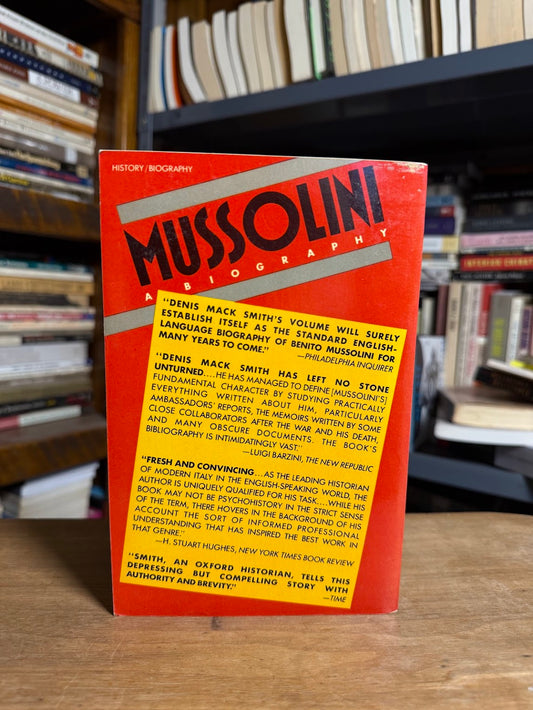 HISTORY/BIOGRAPHY
MUSSOLINI
A BIOGRAPHY
"DENIS MACK SMITH'S VOLUME WILL SURELY
ESTABLISH ITSELF AS THE STANDARD ENGLISH-
LANGUAGE BIOGRAPHY OF BENITO MUSSOLINI FOR
MANY YEARS TO COME."
—PHILADELPHIA INQUIRER
"DENIS MACK SMITH HAS LEFT NO STONE
UNTURNED....HE HAS MANAGED TO DEFINE [MUSSOLINI'S]
FUNDAMENTAL CHARACTER BY STUDYING PRACTICALLY
EVERYTHING WRITTEN ABOUT HIM, PARTICULARLY
AMBASSADORS' REPORTS, THE MEMOIRS WRITTEN BY SOME
CLOSE COLLABORATORS AFTER THE WAR AND HIS DEATH,
AND MANY OBSCURE DOCUMENTS. THE BOOK'S
BIBLIOGRAPHY IS INTIMIDATINGLY VAST."
—LUIGI BARZINI, THE NEW REPUBLIC
"FRESH AND CONVINCING...AS THE LEADING HISTORIAN
OF MODERN ITALY IN THE ENGLISH-SPEAKING WORLD, THE
AUTHOR IS UNIQUELY QUALIFIED FOR HIS TASK....WHILE HIS
BOOK MAY NOT BE PSYCHOHISTORY IN THE STRICT SENSE
OF THE TERM, THERE HOVERS IN THE BACKGROUND OF HIS
ACCOUNT THE SORT OF INFORMED PROFESSIONAL
UNDERSTANDING THAT HAS INSPIRED THE BEST WORK IN
THAT GENRE."
—H. STUART HUGHES, NEW YORK TIMES BOOK REVIEW
"SMITH, AN OXFORD HISTORIAN, TELLS THIS
DEPRESSING BUT COMPELLING STORY WITH
AUTHORITY AND BREVITY."
—TIME